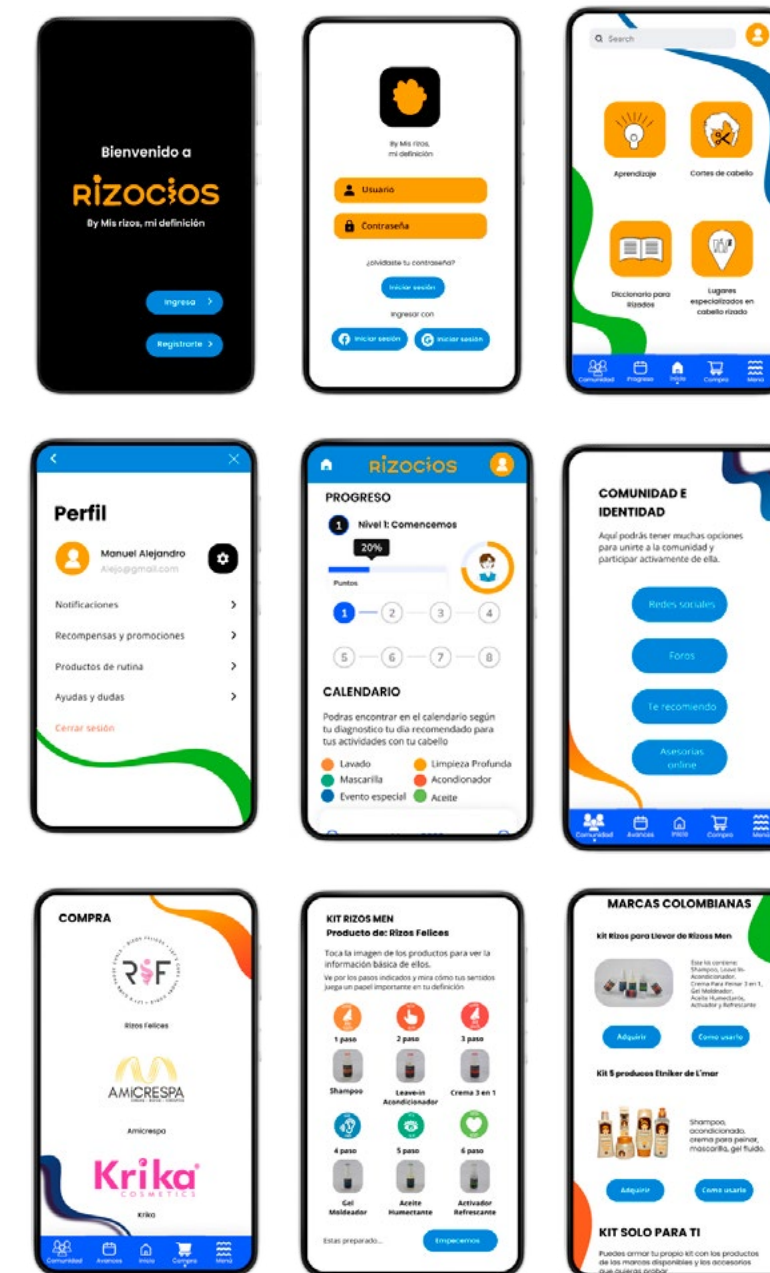 Bienvenido a
RIZOCIOS
By Mis rizos, mi definición
Ingresa >
Registrarte >
By Mis rizos,
mi definición
Usuario
Contraseña
¿olvidaste tu contraseña?
Iniciar sesión
Ingresar con
Iniciar sesión
Iniciar sesión
Search
Aprendizaje
Cortes de cabello
Diccionario para
Rizados
Lugares
especializados en
cabello rizado
Comunidad
Progreso
Inicio
Compra
Menú
Perfil
Manuel Alejandro
Alejo@gmail.com
Notificaciones
Recompensas y promociones
Productos de rutina
Ayudas y dudas
Cerrar sesión
RIZOCIOS
PROGRESO
1 Nivel 1: Comencemos
20%
Puntos
1 2 3 4
5 6 7 8
CALENDARIO
Podras encontrar en el calendario según
tu diagnostico tu dia recomendado para
tus actividades con tu cabello
Lavado
Limpieza Profunda
Mascarilla
Acondionador
Evento especial
Aceite
COMUNIDAD E
IDENTIDAD
Aquí podrás tener muchas opciones
para unirte a la comunidad y
participar activamente de ella.
Redes sociales
Foros
Te recomiendo
Asesorías
online
Comunidad
Avances
Inicio
Compra
Menú
COMPRA
RF
Rizos Felices
AMICRESPA
Amicrespa
Krika
COSMETICS
Krika
Comunidad
Avances
Inicio
Compra
Menú
KIT RIZOS MEN
Producto de: Rizos Felices
Toca la imagen de los productos para ver la
información básica de ellos.
Ve por los pasos indicados y mira cómo tus sentidos
juega un papel importante en tu definición
1 paso
2 paso
3 paso
Shampoo
Leave-in
Acondicionador
Crema 3 en 1
4 paso
5 paso
6 paso
Gel
Moldeador
Aceite
Humectante
Activador
Refrescante
Estas preparado...
Empecemos
MARCAS COLOMBIANAS
kit Rizos para Llevar de Rizoss Men
Este kis contiene:
Shampoo, Leave In-
Acondicionador,
Crema Para Peinar 3 en 1,
Gel Moldeador,
Aceite Humectante,
Activador y Refrescante
Adquirir
Como usarlo
Kit 5 producos Etniker de L'mar
Shampoo,
acondicionado,
crema para peinar,
mascarilla, gel fluido.
Adquirir
Como usarlo
KIT SOLO PARA TI
Puedes armar tu propio kit con los productos
de las marcas disponibles y los accesorios
que quieras probar